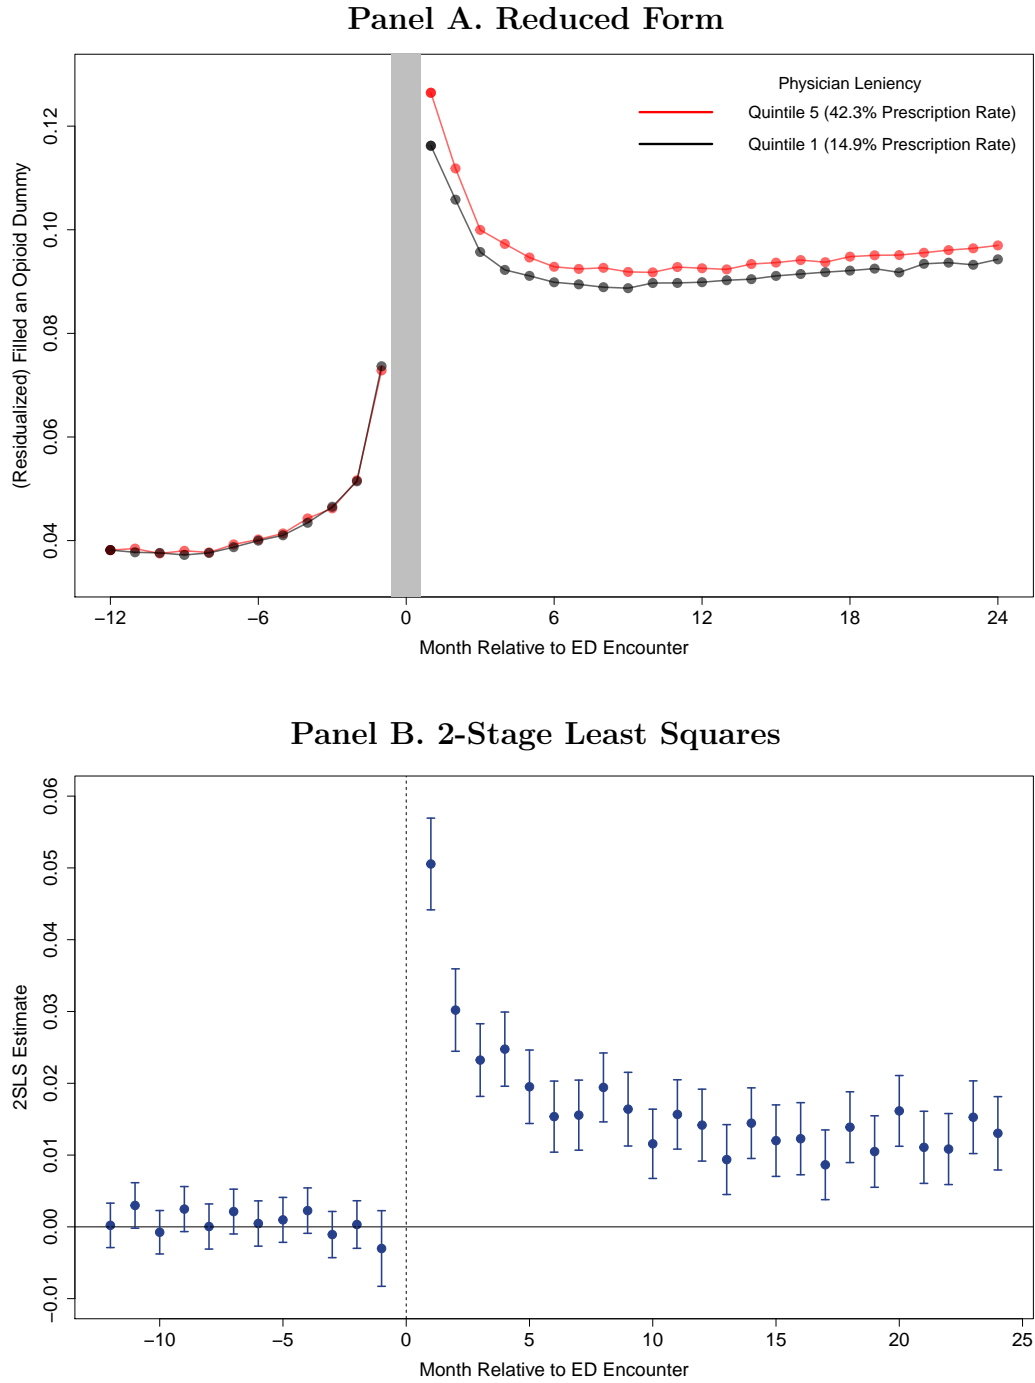 Panel A. Reduced Form
Physician Leniency
Quintile 5 (42.3% Prescription Rate)
Quintile 1 (14.9% Prescription Rate)
(Residualized) Filled an Opioid Dummy
0.12
0.10
0.08
0.06
0.04
−12 −6 0 6 12 18 24
Month Relative to ED Encounter
Panel B. 2-Stage Least Squares
2SLS Estimate
0.06
0.05
0.04
0.03
0.02
0.01
0.00
−0.01
−10 −5 0 5 10 15 20 25
Month Relative to ED Encounter